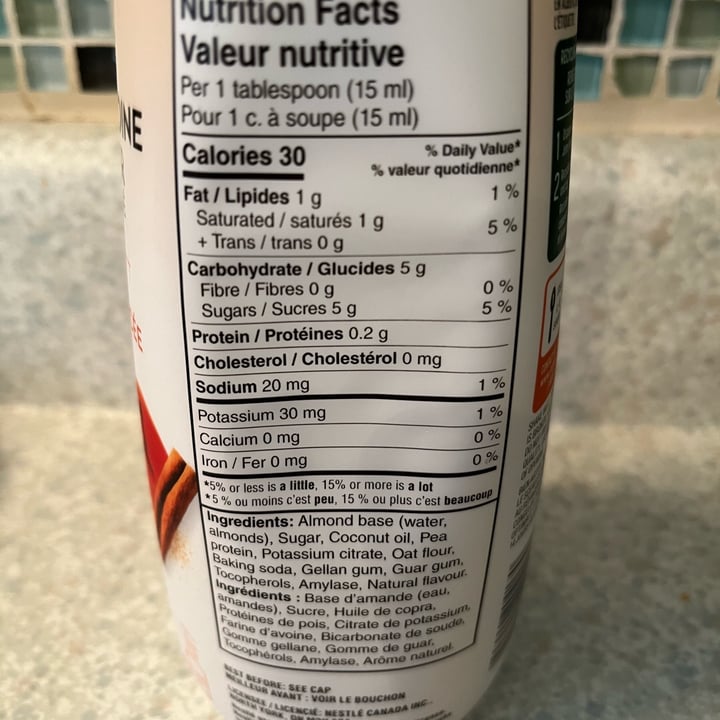 Nutrition Facts
Valeur nutritive
Per 1 tablespoon (15 ml)
Pour 1 c. à soupe (15 ml)
Calories 30
% Daily Value*
% valeur quotidienne*
Fat / Lipides 1 g 1 %
Saturated / saturés 1 g
+ Trans / trans 0 g
5 %
Carbohydrate / Glucides 5 g
Fibre / Fibres 0 g 0 %
Sugars / Sucres 5 g 5 %
Protein / Protéines 0.2 g
Cholesterol / Cholestérol 0 mg
Sodium 20 mg 1 %
Potassium 30 mg 1 %
Calcium 0 mg 0 %
Iron / Fer 0 mg 0 %
*5% or less is a little, 15% or more is a lot
*5 % ou moins c'est peu, 15 % ou plus c'est beaucoup
Ingredients: Almond base (water,
almonds), Sugar, Coconut oil, Pea
protein, Potassium citrate, Oat flour,
Baking soda, Gellan gum, Guar gum,
Tocopherols, Amylase, Natural flavour.
Ingrédients : Base d'amande (eau,
amandes), Sucre, Huile de copra,
Protéines de pois, Citrate de potassium,
Farine d'avoine, Bicarbonate de soude,
Gomme gellane, Gomme de guar,
Tocophérols, Amylase, Arôme naturel.
BEST BEFORE: SEE CAP
MEILLEUR AVANT : VOIR LE BOUCHON
LICENSEE / LICENCIÉ: NESTLÉ CANADA INC.
NORTH YORK, ON